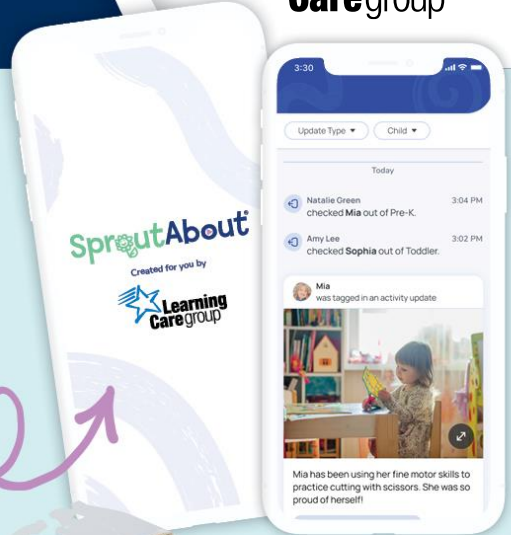 Care group
SproutAbout®
Created for you by
Learning
Care group
3:30
Update Type ▼
Child ▼
Today
Natalie Green
3:04 PM
checked Mia out of Pre-K.
Amy Lee
3:02 PM
checked Sophia out of Toddler.
Mia
was tagged in an activity update
Mia has been using her fine motor skills to
practice cutting with scissors. She was so
proud of herself!